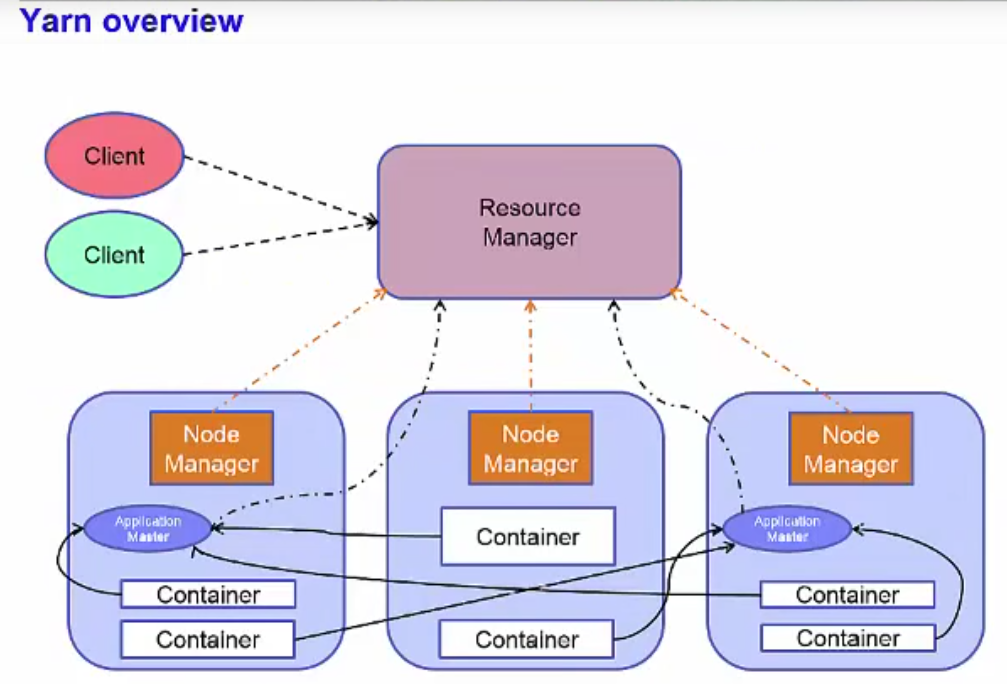 Yarn overview
Client
Client
Resource
Manager
Node
Manager
Node
Manager
Node
Manager
Application
Master
Container
Application
Master
Container
Container
Container
Container
Container